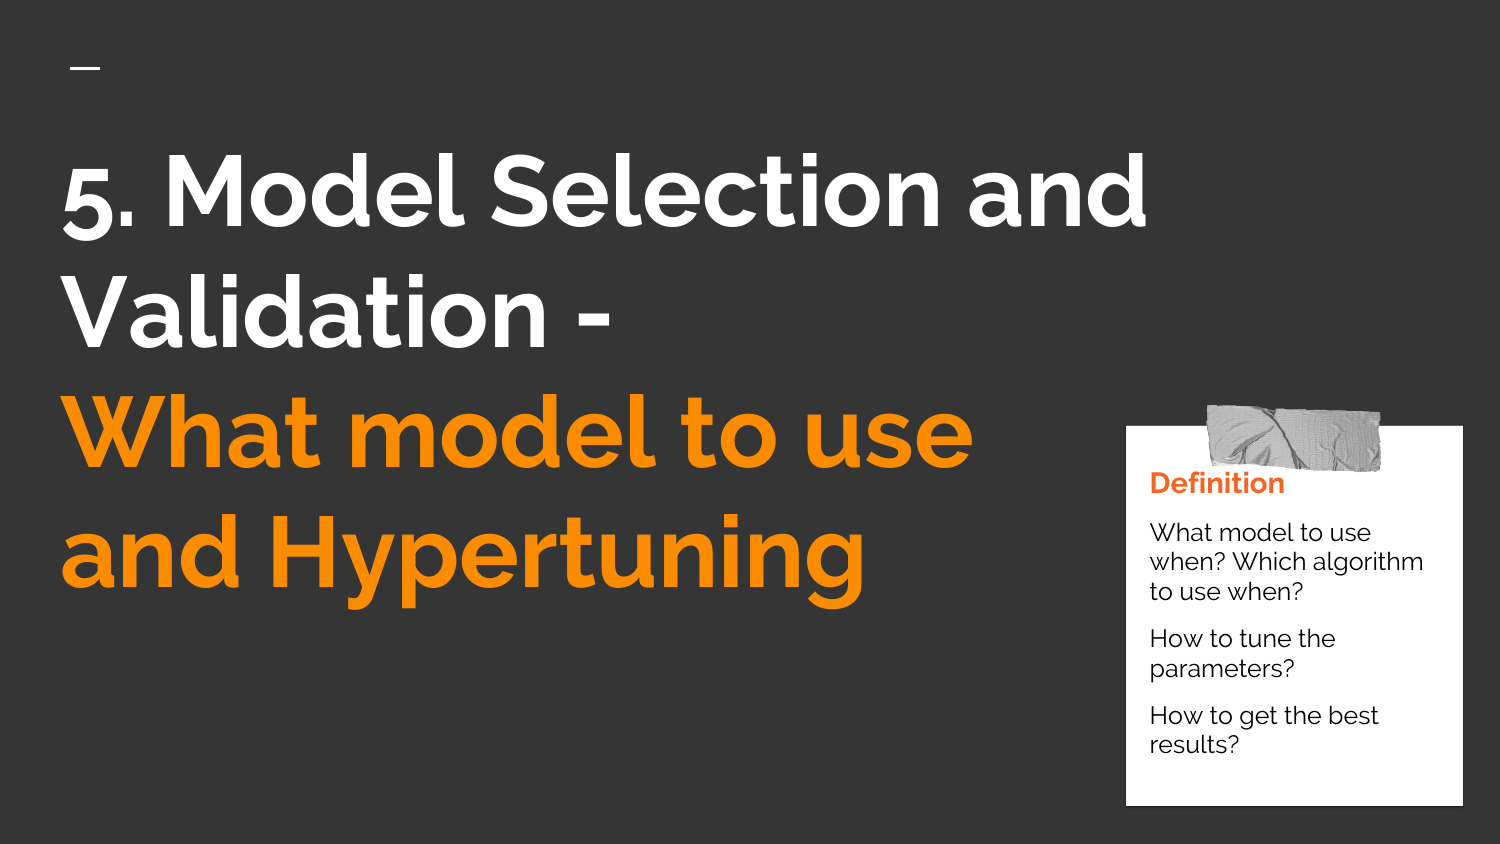 5. Model Selection and
Validation -
What model to use
and Hypertuning
Definition
What model to use
when? Which algorithm
to use when?
How to tune the
parameters?
How to get the best
results?